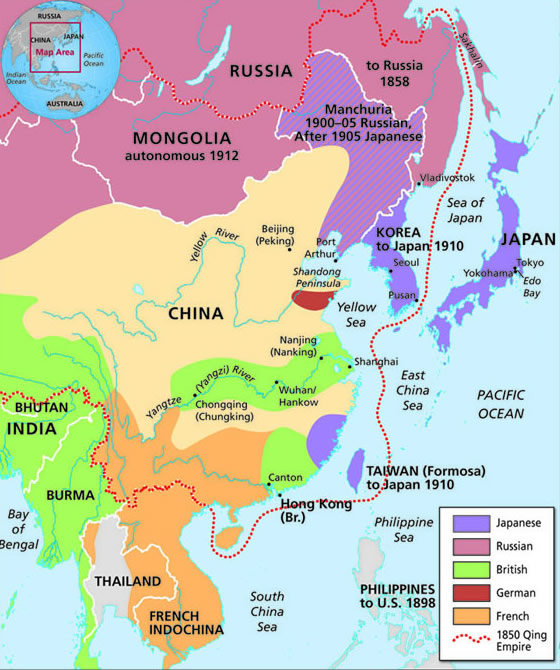 RUSSIA
CHINA
JAPAN
Map Area
Pacific
Ocean
Indian
Ocean
AUSTRALIA
RUSSIA
to Russia
1858
Sakhalin
Manchuria
1900–05 Russian,
After 1905 Japanese
MONGOLIA
autonomous 1912
Vladivostok
Sea of
Japan
Beijing
(Peking)
Yellow River
Port
Arthur
KOREA
to Japan 1910
Seoul
JAPAN
Tokyo
Yokohama
Edo
Bay
Shandong
Peninsula
Pusan
CHINA
Yellow
Sea
Nanjing
(Nanking)
Shanghai
Yangtze (Yangzi) River
Wuhan/
Hankow
Chongqing
(Chungking)
East
China
Sea
PACIFIC
OCEAN
BHUTAN
INDIA
BURMA
Canton
Hong Kong
(Br.)
TAIWAN (Formosa)
to Japan 1910
Bay
of
Bengal
Philippine
Sea
THAILAND
FRENCH
INDOCHINA
South
China
Sea
PHILIPPINES
to U.S. 1898
Japanese
Russian
British
German
French
1850 Qing
Empire